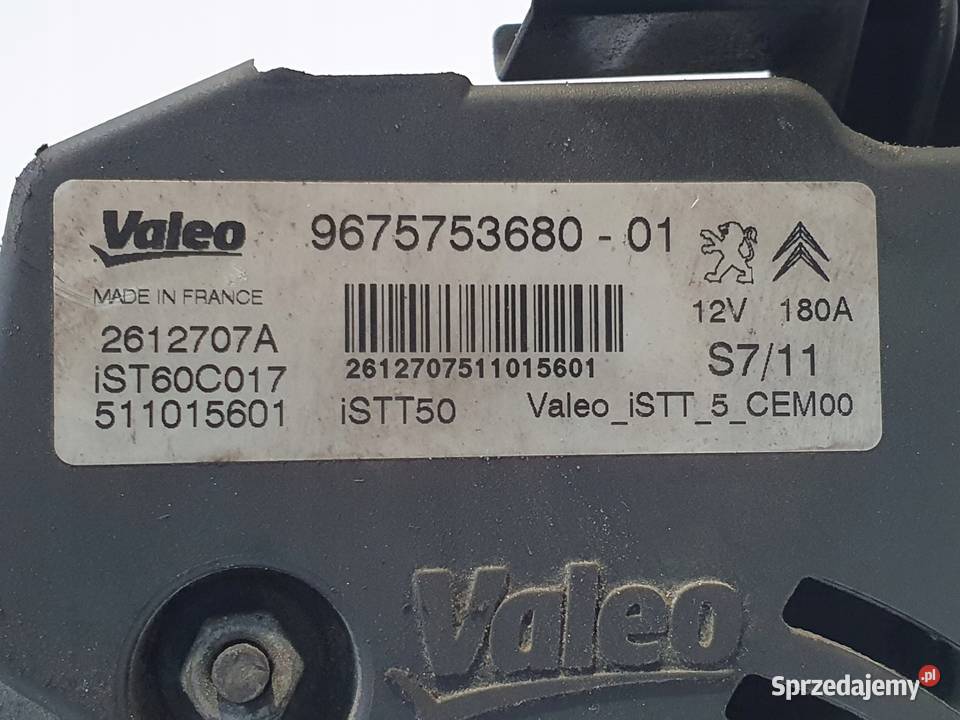 Valeo 9675753680 - 01
MADE IN FRANCE
12V 180A
2612707A
S7/11
iST60C017
2612707511015601
511015601 iSTT50 Valeo_iSTT_5_CEM00
Valeo
Sprzedajemy.pl